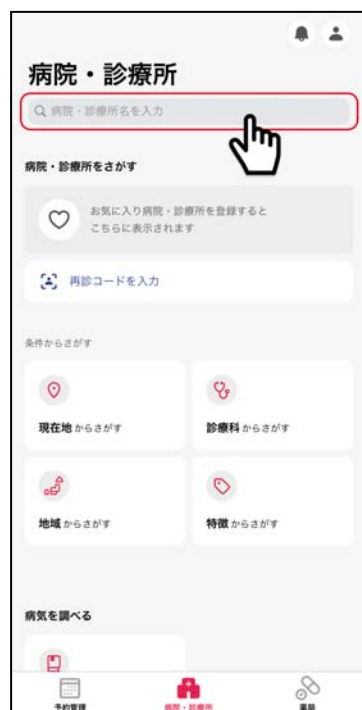 病院・診療所
病院・診療所名を入力
病院・診療所をさがす
お気に入り病院・診療所を登録すると
こちらに表示されます
再診コードを入力
条件からさがす
現在地 からさがす
診療科 からさがす
地域 からさがす
特徴 からさがす
病気を調べる
予約管理
病院・診療所
薬局